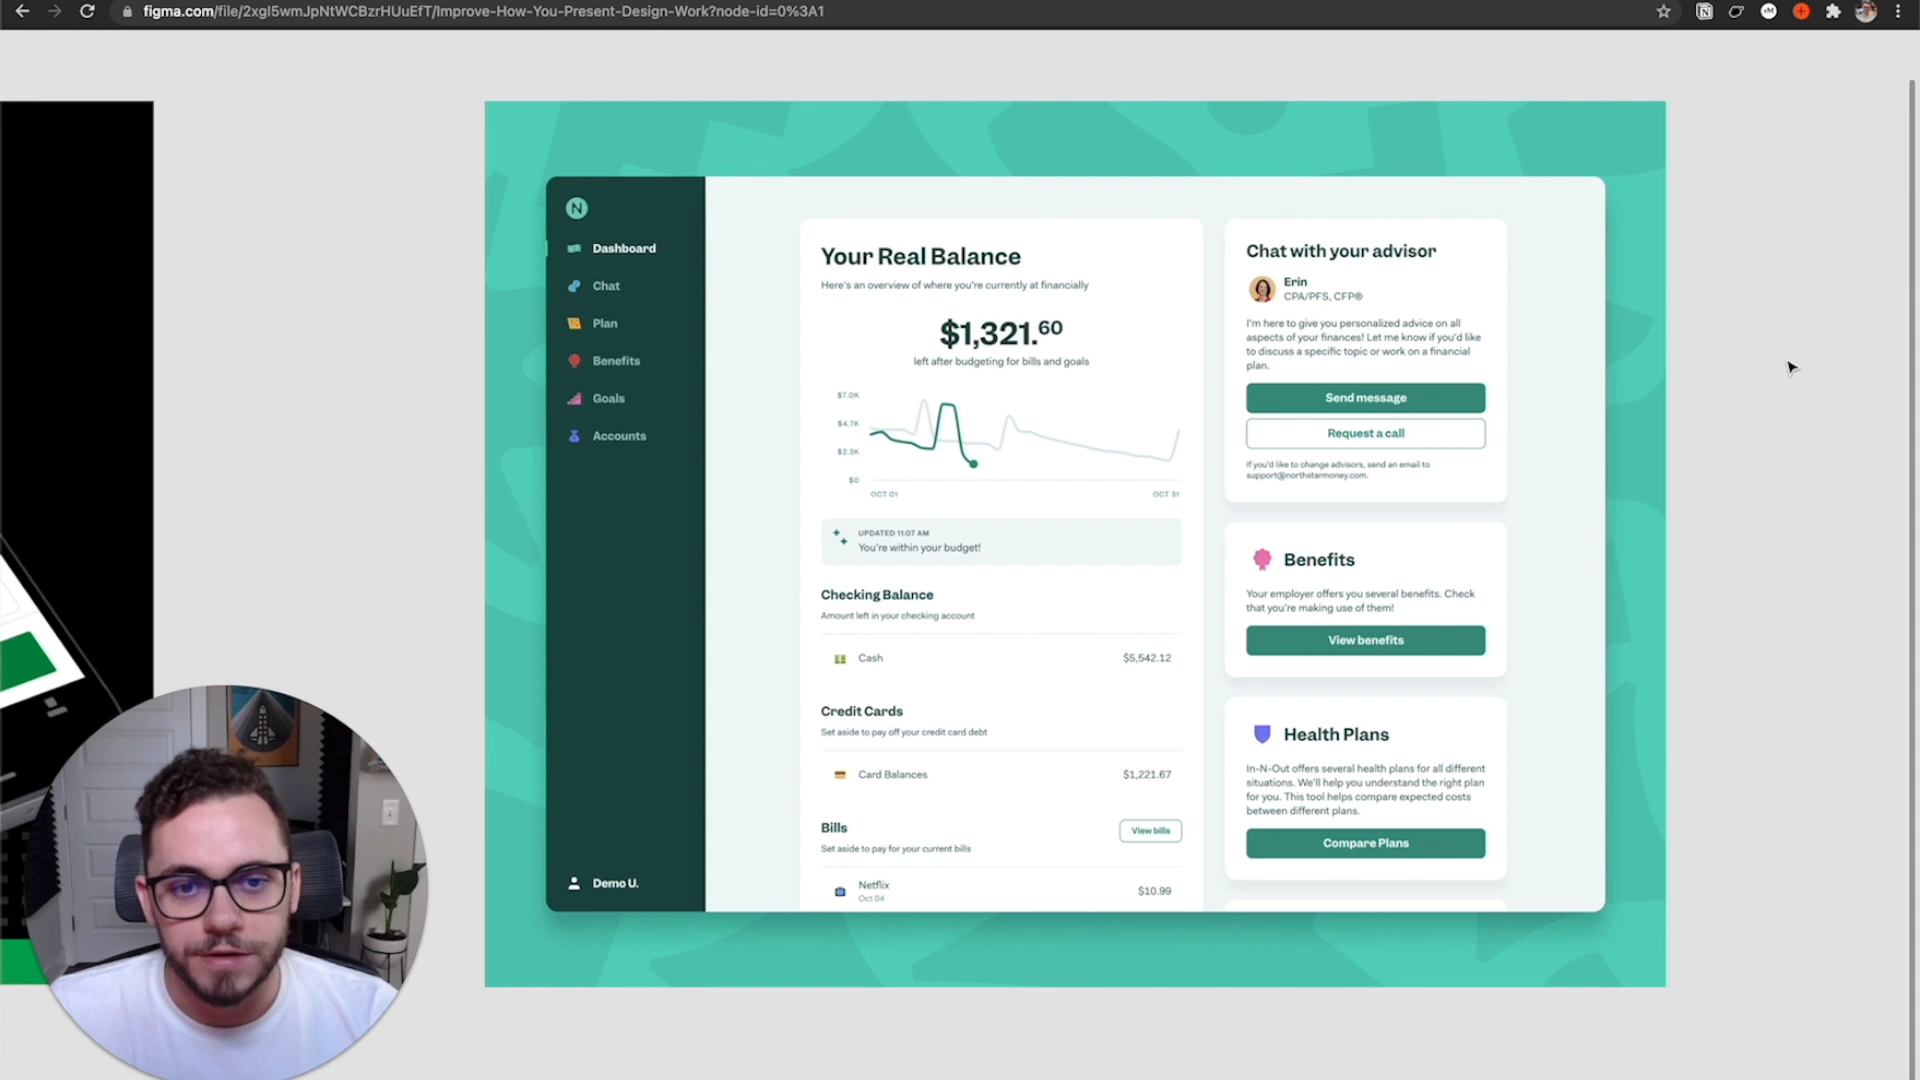 figma.com/file/2xgI5wmJpNtWCBzrHUuEfT/Improve-How-You-Present-Design-Work?node-id=0%3A1
N
Dashboard
Chat
Plan
Benefits
Goals
Accounts
Demo U.
Your Real Balance
Here's an overview of where you're currently at financially
$1,321.60
left after budgeting for bills and goals
$7.0K
$4.7K
$2.3K
$0
OCT 01
OCT 31
UPDATED 11:07 AM
You're within your budget!
Checking Balance
Amount left in your checking account
Cash
$5,542.12
Credit Cards
Set aside to pay off your credit card debt
Card Balances
$1,221.67
Bills
View bills
Set aside to pay for your current bills
Netflix
$10.99
Oct 04
Chat with your advisor
Erin
CPA/PFS, CFP®
I'm here to give you personalized advice on all
aspects of your finances! Let me know if you'd like
to discuss a specific topic or work on a financial
plan.
Send message
Request a call
If you'd like to change advisors, send an email to
support@northstarmoney.com.
Benefits
Your employer offers you several benefits. Check
that you're making use of them!
View benefits
Health Plans
In-N-Out offers several health plans for all different
situations. We'll help you understand the right plan
for you. This tool helps compare expected costs
between different plans.
Compare Plans